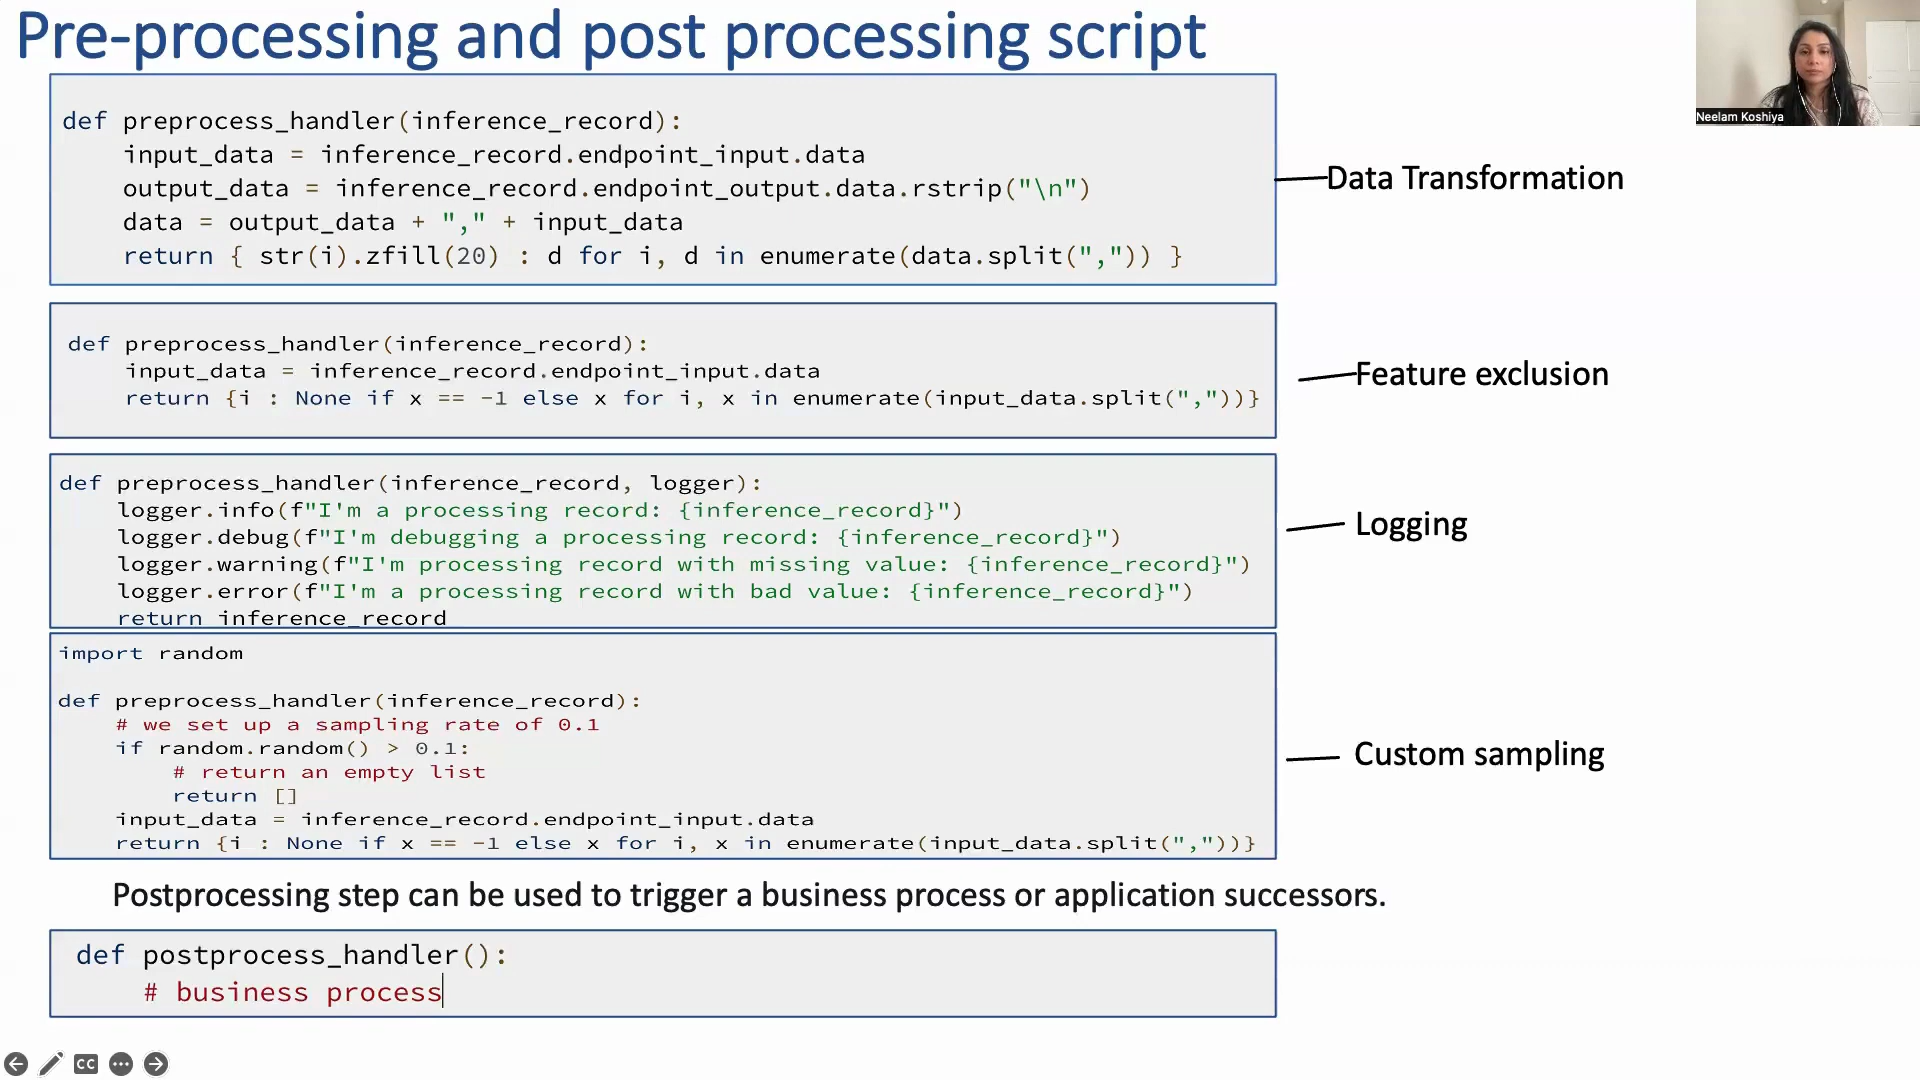 Pre-processing and post processing script
Neelam Koshiya
def preprocess_handler(inference_record):
    input_data = inference_record.endpoint_input.data
    output_data = inference_record.endpoint_output.data.rstrip("\n")
    data = output_data + "," + input_data
    return { str(i).zfill(20) : d for i, d in enumerate(data.split(",")) }
Data Transformation
def preprocess_handler(inference_record):
    input_data = inference_record.endpoint_input.data
    return {i : None if x == -1 else x for i, x in enumerate(input_data.split(","))}
Feature exclusion
def preprocess_handler(inference_record, logger):
    logger.info(f"I'm a processing record: {inference_record}")
    logger.debug(f"I'm debugging a processing record: {inference_record}")
    logger.warning(f"I'm processing record with missing value: {inference_record}")
    logger.error(f"I'm a processing record with bad value: {inference_record}")
    return inference_record
Logging
import random
def preprocess_handler(inference_record):
    # we set up a sampling rate of 0.1
    if random.random() > 0.1:
        # return an empty list
        return []
    input_data = inference_record.endpoint_input.data
    return {i : None if x == -1 else x for i, x in enumerate(input_data.split(","))}
Custom sampling
Postprocessing step can be used to trigger a business process or application successors.
def postprocess_handler():
    # business process
CC